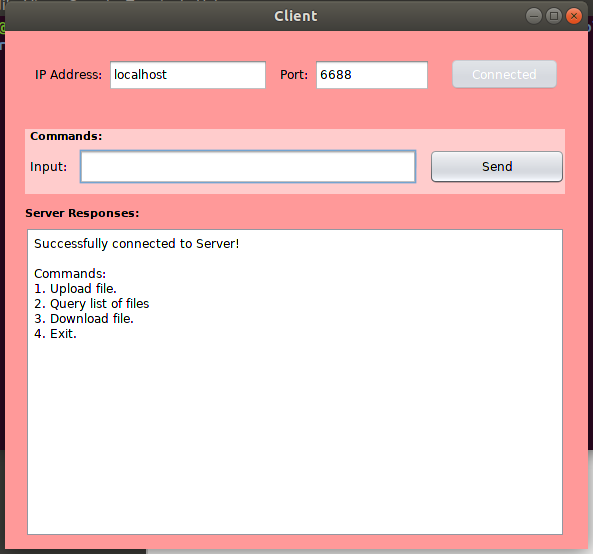 Client
IP Address: localhost Port: 6688 Connected
Commands:
Input: Send
Server Responses:
Successfully connected to Server!
Commands:
1. Upload file.
2. Query list of files
3. Download file.
4. Exit.